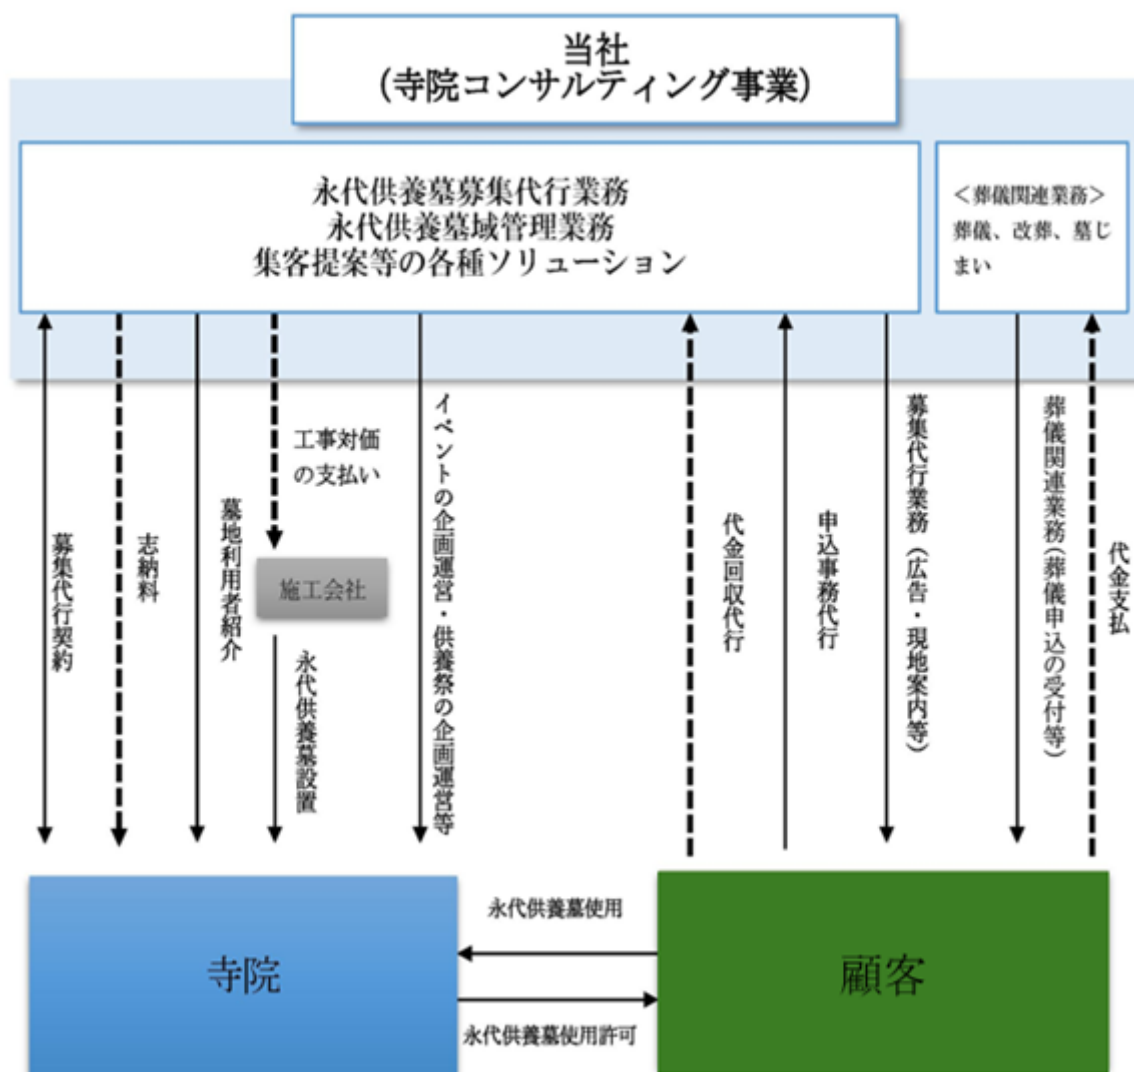 当社
(寺院コンサルティング事業)
永代供養墓募集代行業務
永代供養墓域管理業務
集客提案等の各種ソリューション
＜葬儀関連業務＞
葬儀、改葬、墓じ
まい
募集代行契約
志納料
墓地利用者紹介
工事対価
の支払い
施工会社
永代供養墓設置
イベントの企画運営・供養祭の企画運営等
代金回収代行
申込事務代行
募集代行業務（広告・現地案内等）
葬儀関連業務(葬儀申込の受付等)
代金支払
寺院
永代供養墓使用
永代供養墓使用許可
顧客